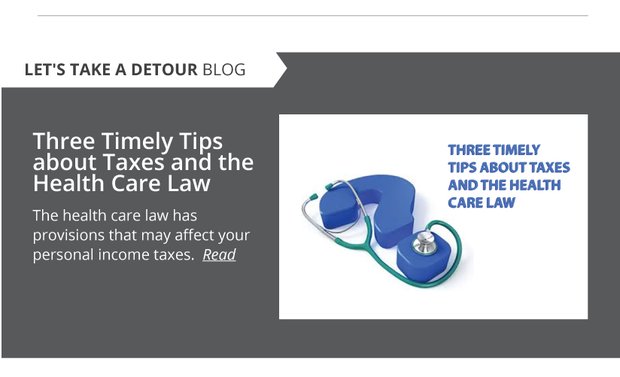 LET'S TAKE A DETOUR BLOG
Three Timely Tips
about Taxes and the
Health Care Law
The health care law has
provisions that may affect your
personal income taxes. Read
THREE TIMELY
TIPS ABOUT TAXES
AND THE HEALTH
CARE LAW